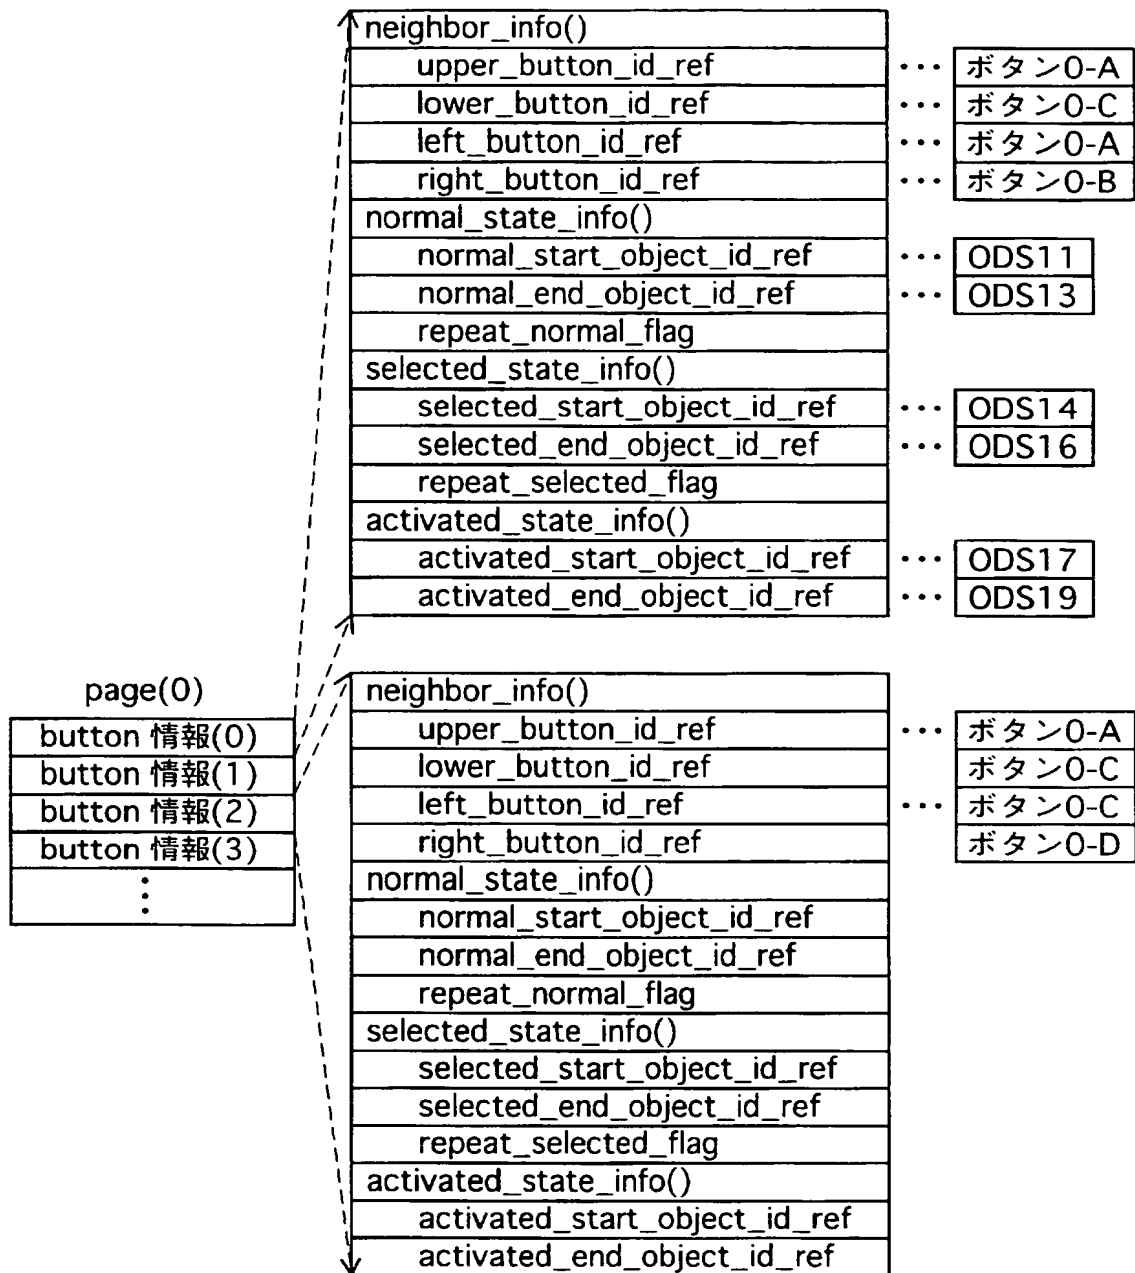 neighbor_info()
upper_button_id_ref ··· ボタン0-A
lower_button_id_ref ··· ボタン0-C
left_button_id_ref ··· ボタン0-A
right_button_id_ref ··· ボタン0-B
normal_state_info()
normal_start_object_id_ref ··· ODS11
normal_end_object_id_ref ··· ODS13
repeat_normal_flag
selected_state_info()
selected_start_object_id_ref ··· ODS14
selected_end_object_id_ref ··· ODS16
repeat_selected_flag
activated_state_info()
activated_start_object_id_ref ··· ODS17
activated_end_object_id_ref ··· ODS19
page(0)
button 情報(0)
button 情報(1)
button 情報(2)
button 情報(3)
⋮
neighbor_info()
upper_button_id_ref ··· ボタン0-A
lower_button_id_ref ボタン0-C
left_button_id_ref ··· ボタン0-C
right_button_id_ref ボタン0-D
normal_state_info()
normal_start_object_id_ref
normal_end_object_id_ref
repeat_normal_flag
selected_state_info()
selected_start_object_id_ref
selected_end_object_id_ref
repeat_selected_flag
activated_state_info()
activated_start_object_id_ref
activated_end_object_id_ref